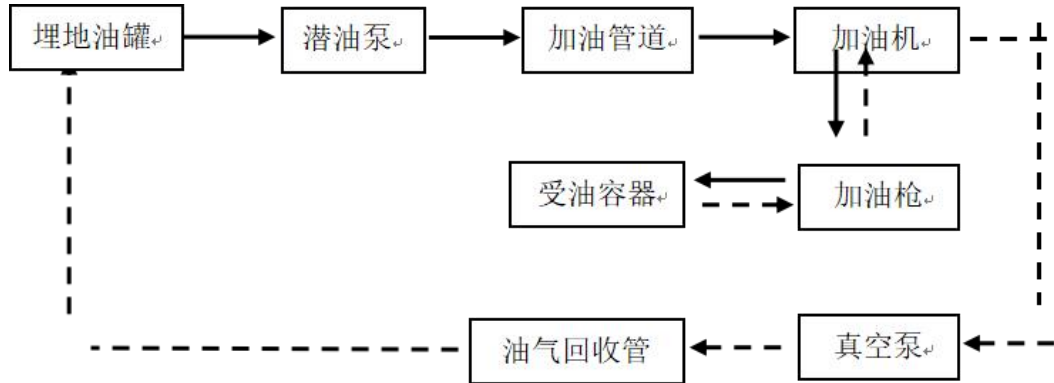 埋地油罐
潜油泵
加油管道
加油机
受油容器
加油枪
油气回收管
真空泵